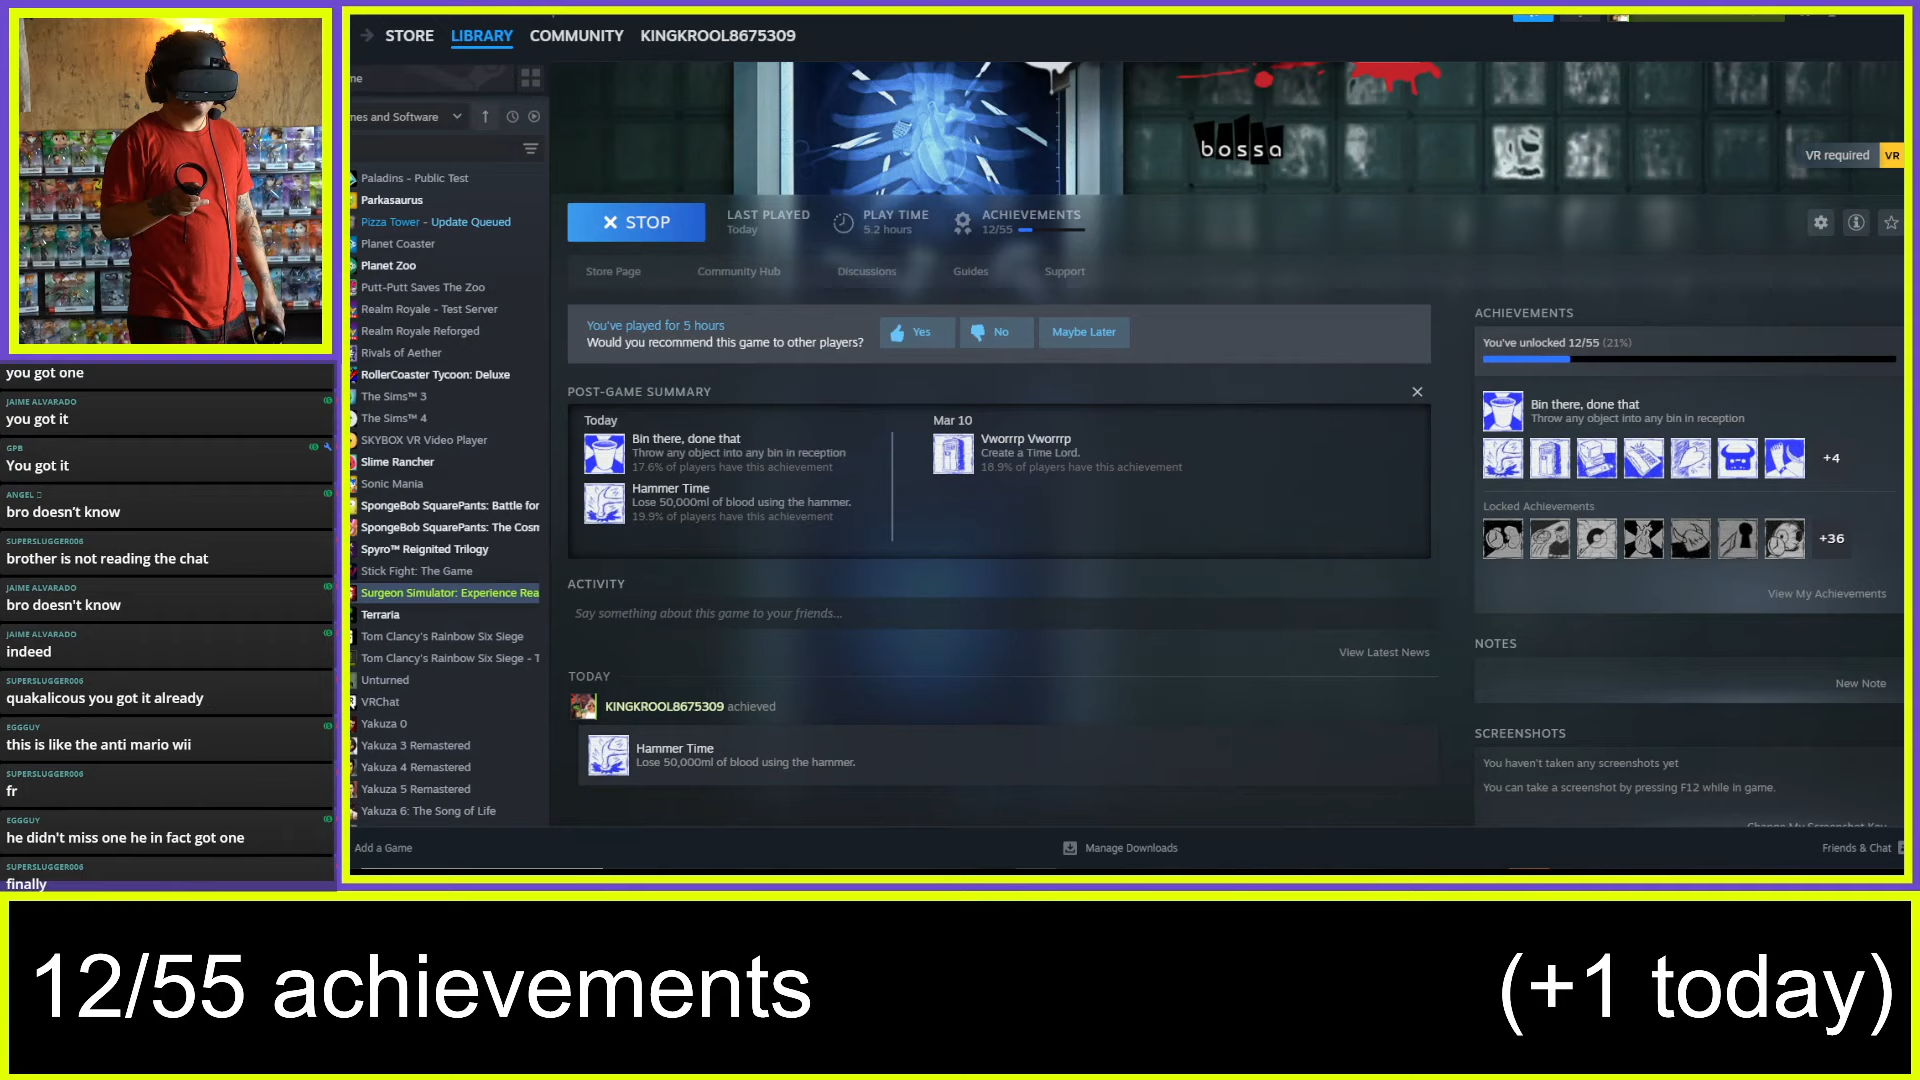 STORE LIBRARY COMMUNITY KINGKROOL8675309
me
mes and Software
Paladins - Public Test
Parkasaurus
Pizza Tower - Update Queued
Planet Coaster
Planet Zoo
Putt-Putt Saves The Zoo
Realm Royale - Test Server
Realm Royale Reforged
Rivals of Aether
RollerCoaster Tycoon: Deluxe
The Sims™ 3
The Sims™ 4
SKYBOX VR Video Player
Slime Rancher
Sonic Mania
SpongeBob SquarePants: Battle for
SpongeBob SquarePants: The Cosm
Spyro™ Reignited Trilogy
Stick Fight: The Game
Surgeon Simulator: Experience Rea
Terraria
Tom Clancy's Rainbow Six Siege
Tom Clancy's Rainbow Six Siege - T
Unturned
VRChat
Yakuza 0
Yakuza 3 Remastered
Yakuza 4 Remastered
Yakuza 5 Remastered
Yakuza 6: The Song of Life
Add a Game
bossa
VR required VR
STOP
LAST PLAYED
Today
PLAY TIME
5.2 hours
ACHIEVEMENTS
12/55
Store Page Community Hub Discussions Guides Support
You've played for 5 hours
Would you recommend this game to other players?
Yes No Maybe Later
POST-GAME SUMMARY
Today
Bin there, done that
Throw any object into any bin in reception
17.6% of players have this achievement
Hammer Time
Lose 50,000ml of blood using the hammer.
19.9% of players have this achievement
Mar 10
Vworrrp Vworrrp
Create a Time Lord.
18.9% of players have this achievement
ACTIVITY
Say something about this game to your friends...
View Latest News
TODAY
KINGKROOL8675309 achieved
Hammer Time
Lose 50,000ml of blood using the hammer.
Manage Downloads
ACHIEVEMENTS
You've unlocked 12/55 (21%)
Bin there, done that
Throw any object into any bin in reception
+4
Locked Achievements
+36
View My Achievements
NOTES
New Note
SCREENSHOTS
You haven't taken any screenshots yet
You can take a screenshot by pressing F12 while in game.
Change My Screenshot Key
Friends & Chat
you got one
JAIME ALVARADO
you got it
GPB
You got it
ANGEL
bro doesn't know
SUPERSLUGGER006
brother is not reading the chat
JAIME ALVARADO
bro doesn't know
JAIME ALVARADO
indeed
SUPERSLUGGER006
quakalicous you got it already
EGGGUY
this is like the anti mario wii
SUPERSLUGGER006
fr
EGGGUY
he didn't miss one he in fact got one
SUPERSLUGGER006
finally
12/55 achievements (+1 today)